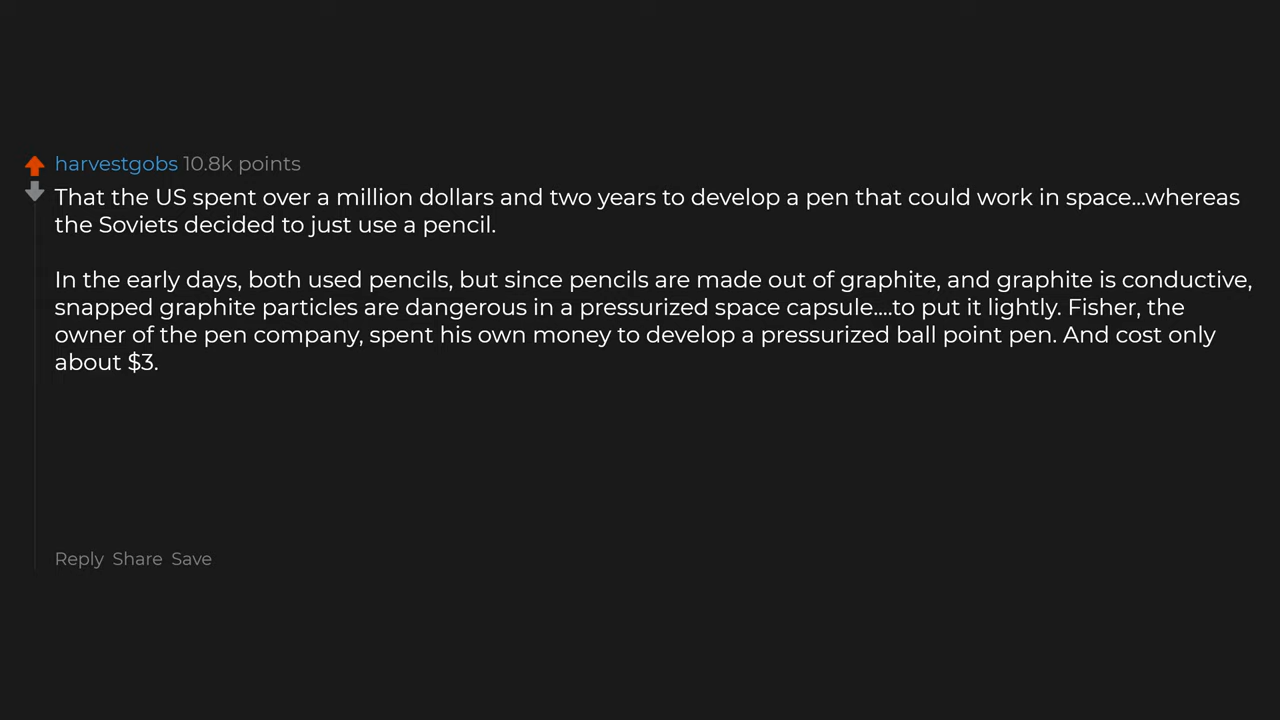 harvestgobs 10.8k points
That the US spent over a million dollars and two years to develop a pen that could work in space...whereas
the Soviets decided to just use a pencil.
In the early days, both used pencils, but since pencils are made out of graphite, and graphite is conductive,
snapped graphite particles are dangerous in a pressurized space capsule....to put it lightly. Fisher, the
owner of the pen company, spent his own money to develop a pressurized ball point pen. And cost only
about $3.
Reply Share Save